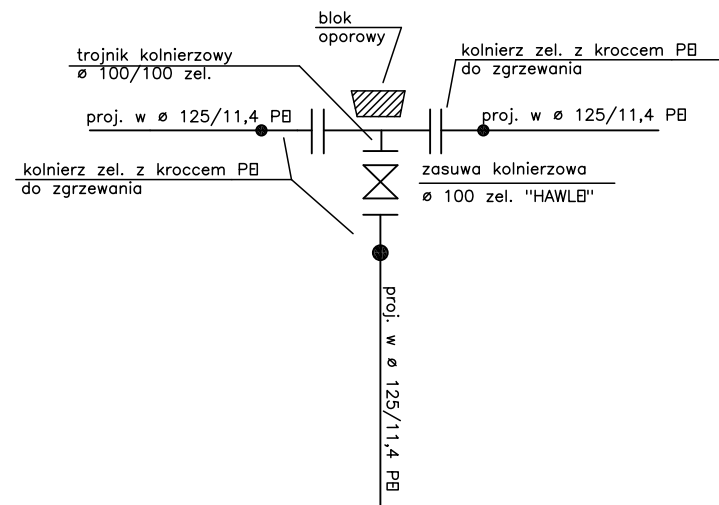 blok
oporowy
trojnik kolnierzowy
ø 100/100 zel.
kolnierz zel. z kroccem PE
do zgrzewania
proj. w ø 125/11,4 PE
proj. w ø 125/11,4 PE
kolnierz zel. z kroccem PE
do zgrzewania
zasuwa kolnierzowa
ø 100 zel. "HAWLE"
proj. w ø 125/11,4 PE